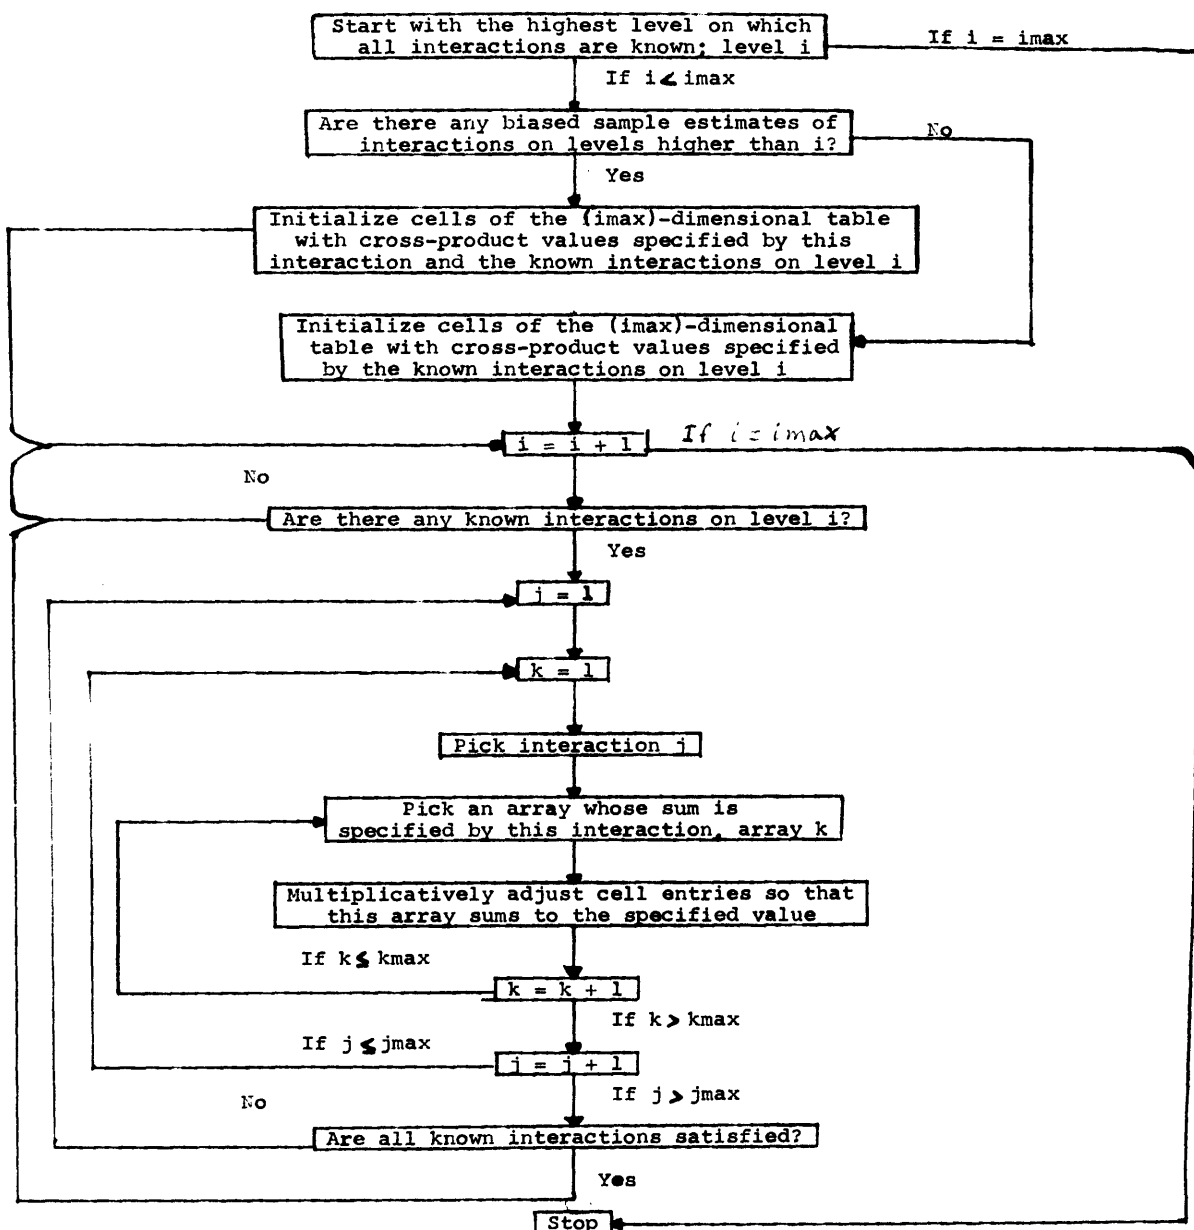 Start with the highest level on which
all interactions are known; level i
If i = imax
If i < imax
Are there any biased sample estimates of
interactions on levels higher than i?
No
Yes
Initialize cells of the (imax)-dimensional table
with cross-product values specified by this
interaction and the known interactions on level i
Initialize cells of the (imax)-dimensional
table with cross-product values specified
by the known interactions on level i
i = i + 1
If i = imax
No
Are there any known interactions on level i?
Yes
j = 1
k = 1
Pick interaction j
Pick an array whose sum is
specified by this interaction, array k
Multiplicatively adjust cell entries so that
this array sums to the specified value
If k ≤ kmax
k = k + 1
If k > kmax
If j ≤ jmax
j = j + 1
If j > jmax
No
Are all known interactions satisfied?
Yes
Stop